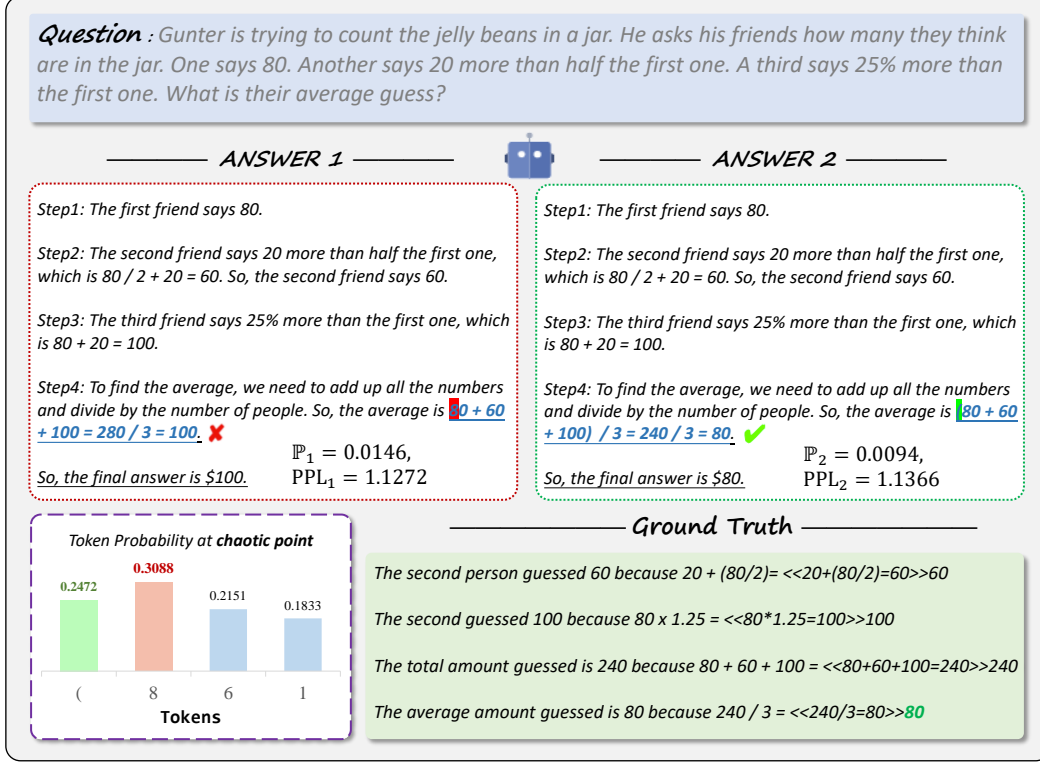 Question : Gunter is trying to count the jelly beans in a jar. He asks his friends how many they think
are in the jar. One says 80. Another says 20 more than half the first one. A third says 25% more than
the first one. What is their average guess?
ANSWER 1
Step1: The first friend says 80.
Step2: The second friend says 20 more than half the first one,
which is 80 / 2 + 20 = 60. So, the second friend says 60.
Step3: The third friend says 25% more than the first one, which
is 80 + 20 = 100.
Step4: To find the average, we need to add up all the numbers
and divide by the number of people. So, the average is 80 + 60
+ 100 = 280 / 3 = 100. ✘
So, the final answer is $100.
ℙ₁ = 0.0146,
PPL₁ = 1.1272
ANSWER 2
Step1: The first friend says 80.
Step2: The second friend says 20 more than half the first one,
which is 80 / 2 + 20 = 60. So, the second friend says 60.
Step3: The third friend says 25% more than the first one, which
is 80 + 20 = 100.
Step4: To find the average, we need to add up all the numbers
and divide by the number of people. So, the average is (80 + 60
+ 100) / 3 = 240 / 3 = 80. ✔
So, the final answer is $80.
ℙ₂ = 0.0094,
PPL₂ = 1.1366
Token Probability at chaotic point
0.2472
0.3088
0.2151
0.1833
( 8 6 1
Tokens
Ground Truth
The second person guessed 60 because 20 + (80/2)= <<20+(80/2)=60>>60
The second guessed 100 because 80 x 1.25 = <<80*1.25=100>>100
The total amount guessed is 240 because 80 + 60 + 100 = <<80+60+100=240>>240
The average amount guessed is 80 because 240 / 3 = <<240/3=80>>80